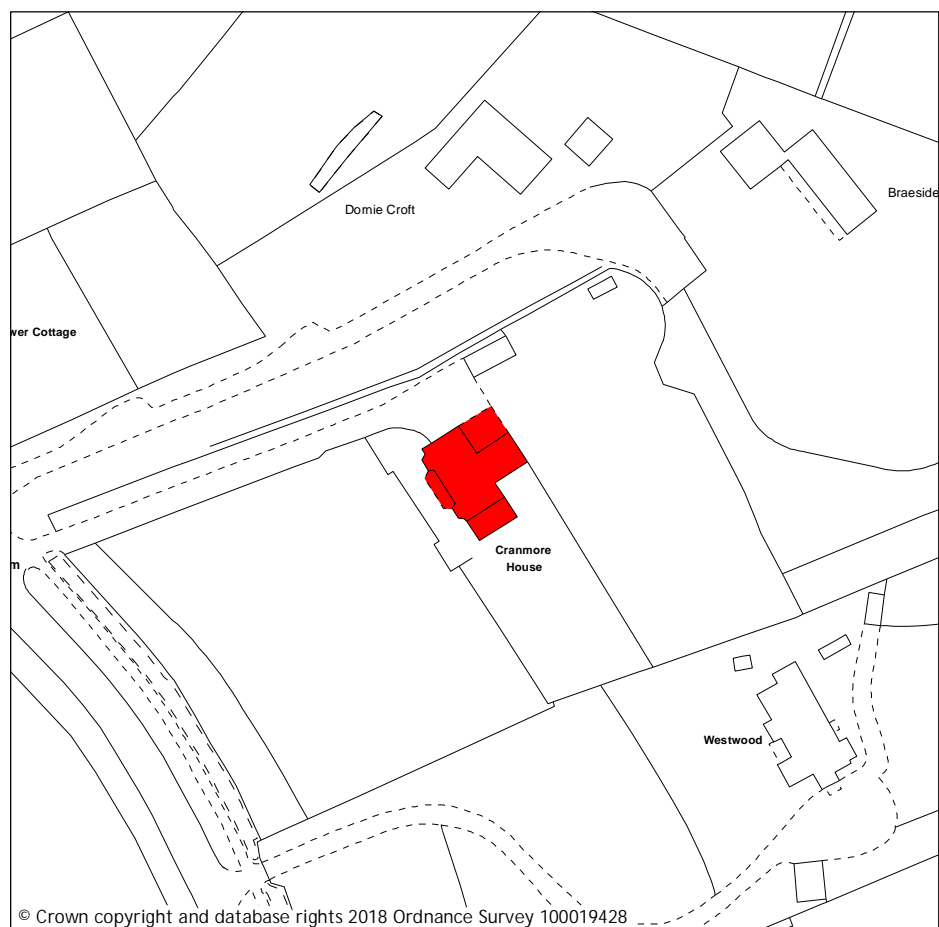 Dornie Croft
Braeside
wer Cottage
Cranmore
House
m
Westwood
© Crown copyright and database rights 2018 Ordnance Survey 100019428